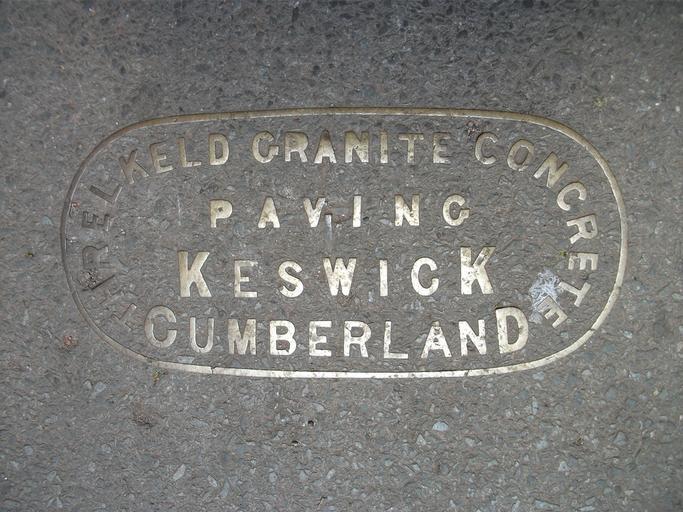 THRELKELD GRANITE CONCRETE
PAVING
KESWICK
CUMBERLAND